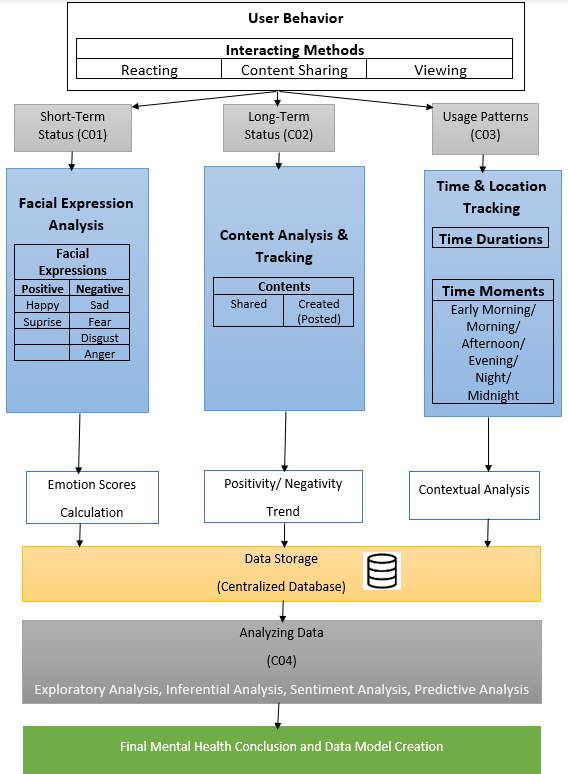 User Behavior
Interacting Methods
Reacting
Content Sharing
Viewing
Short-Term
Status (C01)
Long-Term
Status (C02)
Usage Patterns
(C03)
Facial Expression
Analysis
Facial
Expressions
Positive
Negative
Happy
Sad
Suprise
Fear
Disgust
Anger
Content Analysis &
Tracking
Contents
Shared
Created
(Posted)
Time & Location
Tracking
Time Durations
Time Moments
Early Morning/
Morning/
Afternoon/
Evening/
Night/
Midnight
Emotion Scores
Calculation
Positivity/ Negativity
Trend
Contextual Analysis
Data Storage
(Centralized Database)
Analyzing Data
(C04)
Exploratory Analysis, Inferential Analysis, Sentiment Analysis, Predictive Analysis
Final Mental Health Conclusion and Data Model Creation